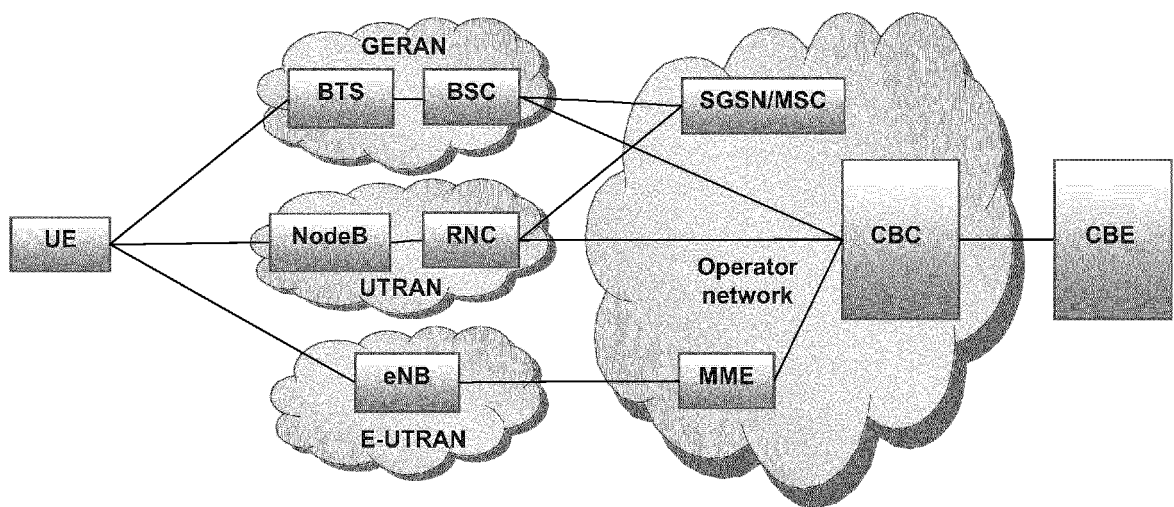 GERAN
BTS
BSC
SGSN/MSC
UE
NodeB
RNC
UTRAN
CBC
CBE
Operator
network
eNB
MME
E-UTRAN